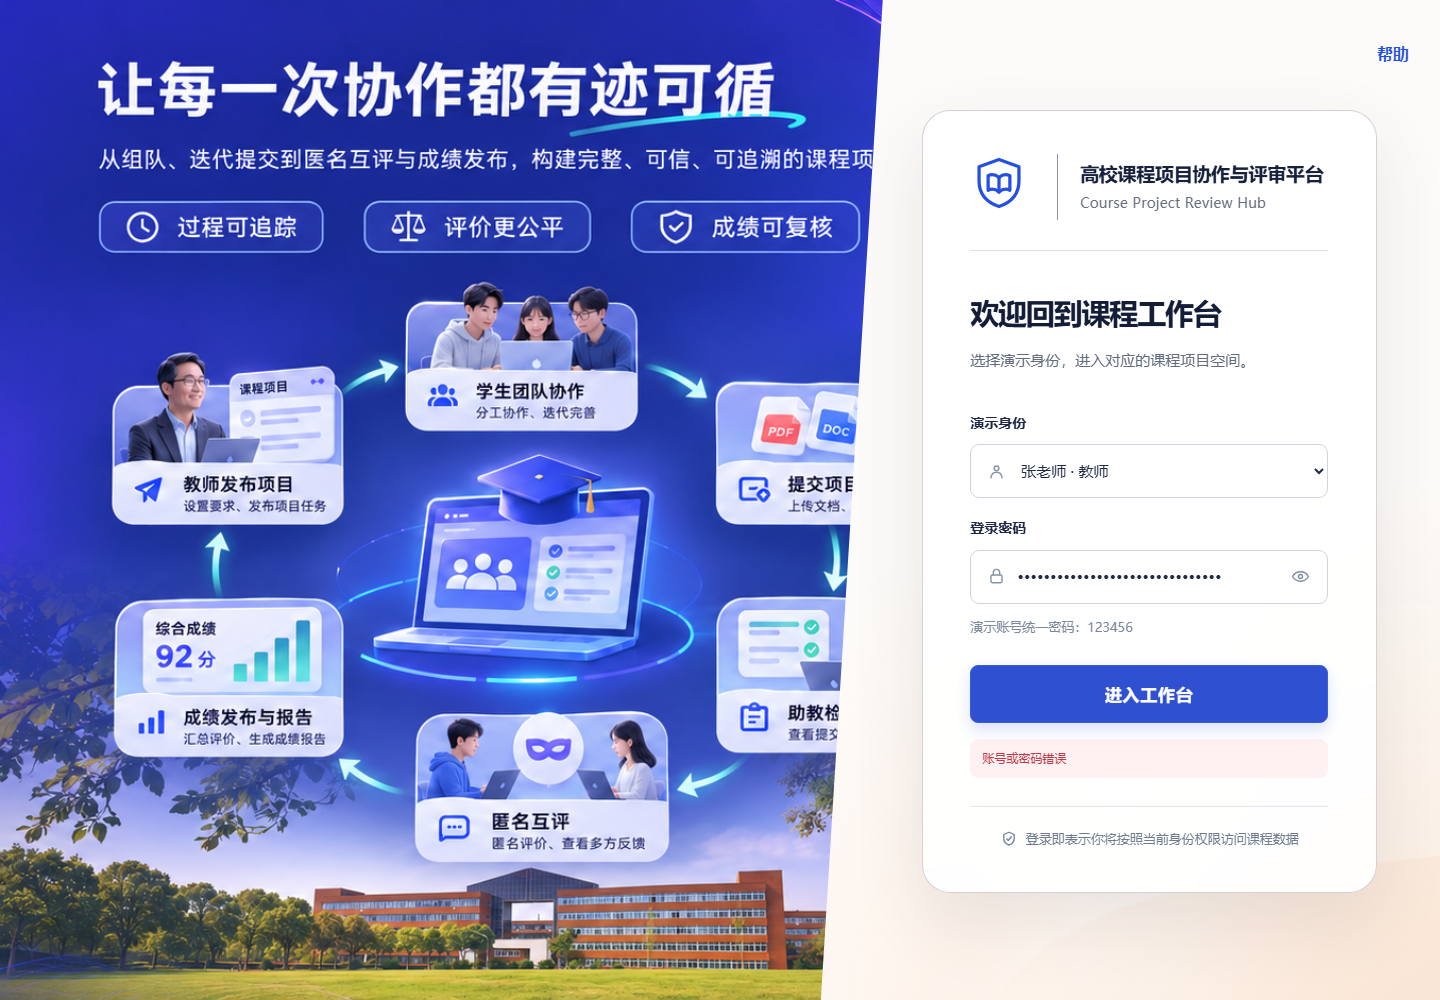 让每一次协作都有迹可循
从组队、迭代提交到匿名互评与成绩发布，构建完整、可信、可追溯的课程项
过程可追踪
评价更公平
成绩可复核
学生团队协作
分工协作、迭代完善
课程项目
教师发布项目
设置要求、发布项目任务
PDF
DOC
提交项目
上传文档、
综合成绩
92 分
成绩发布与报告
汇总评价、生成成绩报告
助教检
查看提交
匿名互评
匿名评价、查看多方反馈
帮助
高校课程项目协作与评审平台
Course Project Review Hub
欢迎回到课程工作台
选择演示身份，进入对应的课程项目空间。
演示身份
张老师 · 教师
登录密码
演示账号统一密码：123456
进入工作台
账号或密码错误
登录即表示你将按照当前身份权限访问课程数据